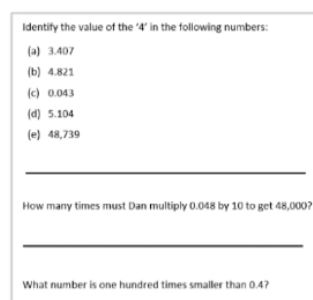 Identify the value of the '4' in the following numbers:
(a) 3.407
(b) 4.821
(c) 0.043
(d) 5.104
(e) 48,739
How many times must Dan multiply 0.048 by 10 to get 48,000?
What number is one hundred times smaller than 0.4?